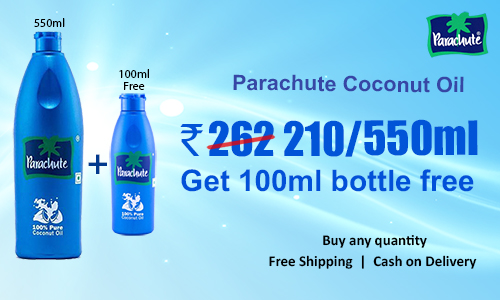 550ml
Parachute®
100ml
Free
Parachute Coconut Oil
₹ 262 210/550ml
Parachute
+
Parachute
Get 100ml bottle free
100% Pure
Coconut Oil
100% Pure
Coconut Oil
Buy any quantity
Free Shipping | Cash on Delivery